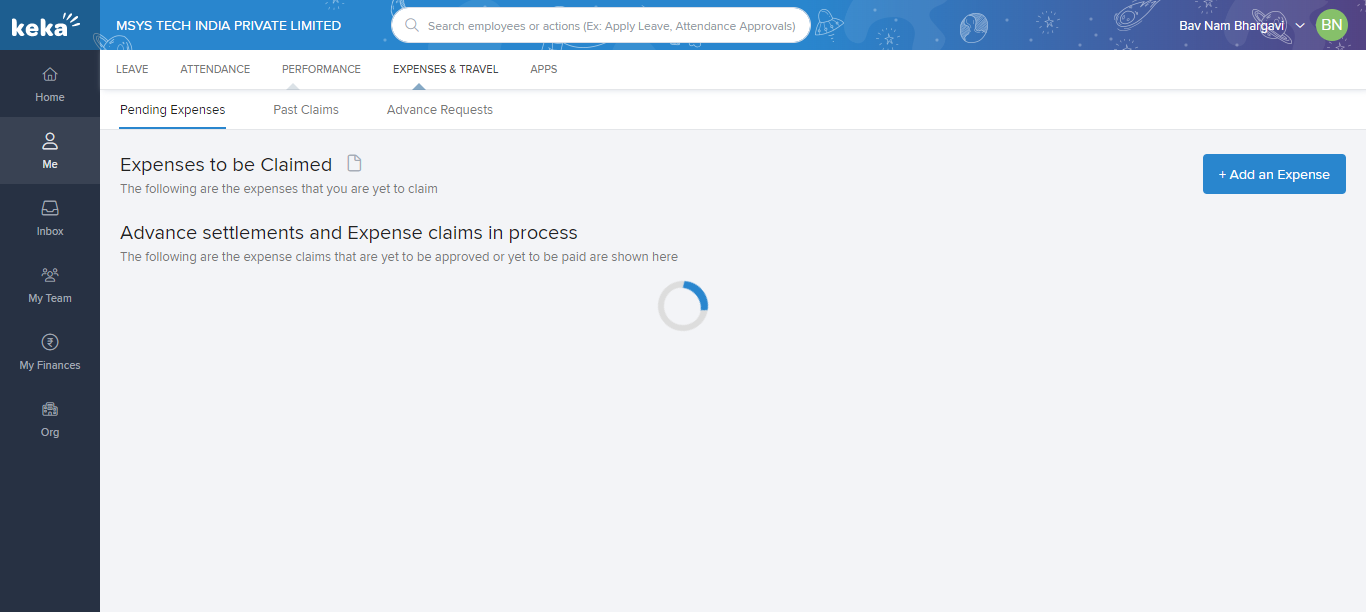 keka
MSYS TECH INDIA PRIVATE LIMITED
Search employees or actions (Ex: Apply Leave, Attendance Approvals)
Bav Nam Bhargavi
BN
LEAVE
ATTENDANCE
PERFORMANCE
EXPENSES & TRAVEL
APPS
Home
Me
Inbox
My Team
My Finances
Org
Pending Expenses
Past Claims
Advance Requests
Expenses to be Claimed
The following are the expenses that you are yet to claim
+ Add an Expense
Advance settlements and Expense claims in process
The following are the expense claims that are yet to be approved or yet to be paid are shown here